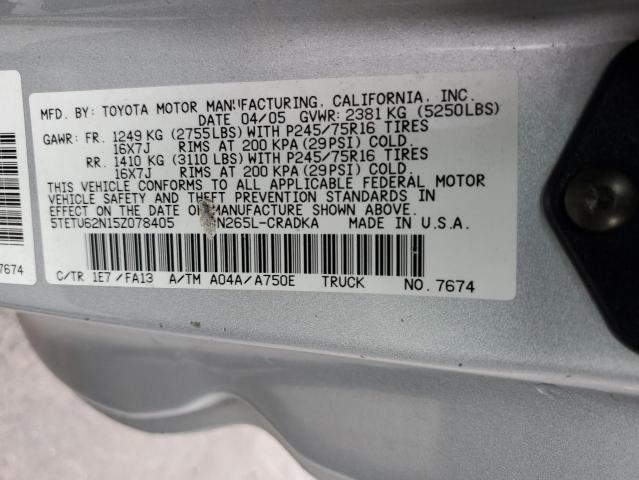 MFD. BY: TOYOTA MOTOR MANUFACTURING, CALIFORNIA, INC.
DATE 04/05 GVWR: 2381 KG (5250LBS)
GAWR: FR. 1249 KG (2755LBS) WITH P245/75R16 TIRES
16X7J RIMS AT 200 KPA (29PSI) COLD.
RR. 1410 KG (3110 LBS) WITH P245/75R16 TIRES
16X7J RIMS AT 200 KPA (29PSI) COLD.
THIS VEHICLE CONFORMS TO ALL APPLICABLE FEDERAL MOTOR
VEHICLE SAFETY AND THEFT PREVENTION STANDARDS IN
EFFECT ON THE DATE OF MANUFACTURE SHOWN ABOVE.
5TETU62N15Z078405 N265L-CRADKA MADE IN U.S.A.
C/TR 1E7/FA13 A/TM A04A/A750E TRUCK NO. 7674
7674